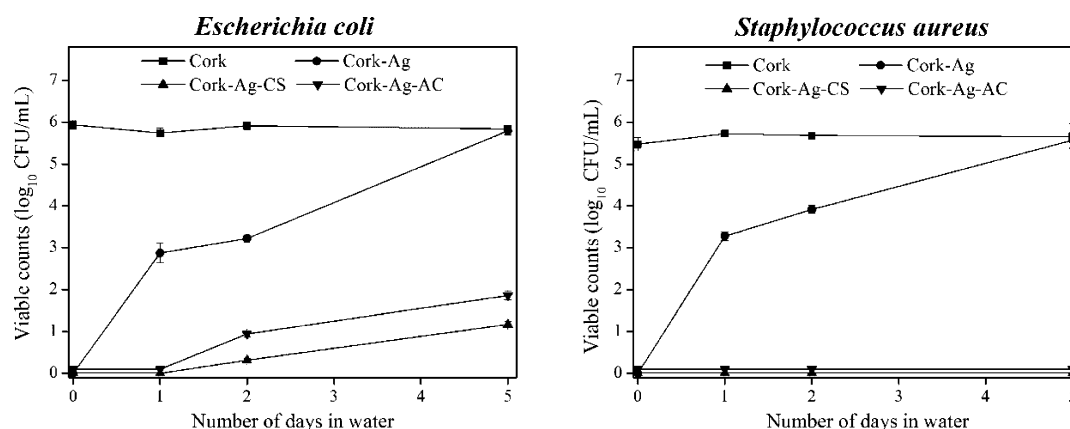 Escherichia coli
Viable counts (log10 CFU/mL)
Cork
Cork-Ag
Cork-Ag-CS
Cork-Ag-AC
7
6
5
4
3
2
1
0
0 1 2 3 4 5
Number of days in water
Staphylococcus aureus
Viable counts (log10 CFU/mL)
Cork
Cork-Ag
Cork-Ag-CS
Cork-Ag-AC
7
6
5
4
3
2
1
0
0 1 2 3 4
Number of days in water